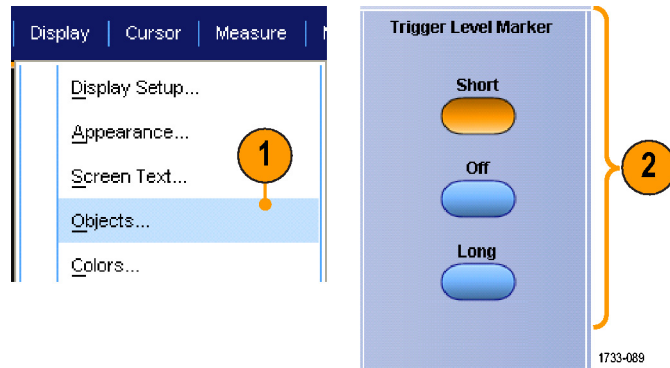 Display | Cursor | Measure |
Display Setup...
Appearance...
Screen Text...
Objects...
Colors...
1
Trigger Level Marker
Short
Off
Long
2
1733-089